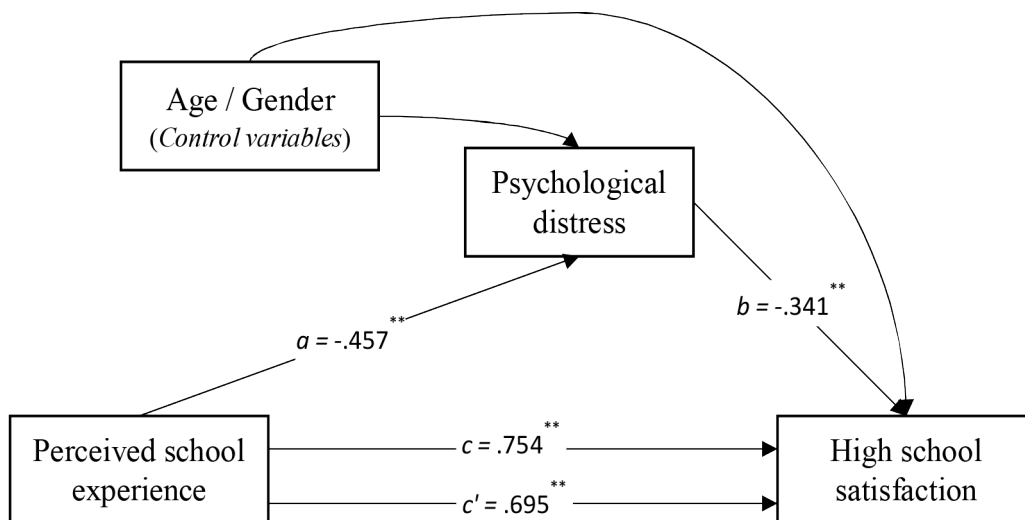 Age / Gender
(Control variables)
Psychological
distress
b = -.341**
a = -.457**
Perceived school
experience
c = .754**
c' = .695**
High school
satisfaction